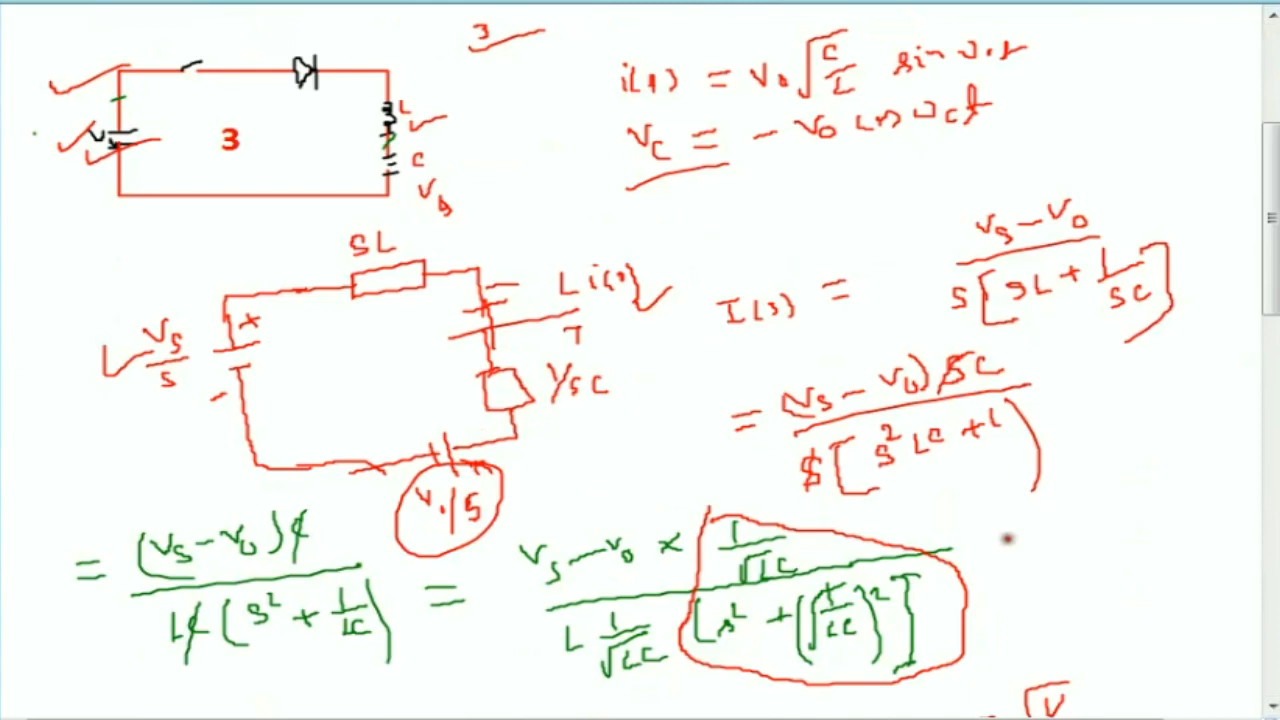 3
i(t) = V₀ √(C/L) sin ω₀t
V_C = - V₀ cos ω₀t
V_s
3
L
C
V₀
SL
L i(0)
V_s/s
1/SC
V₀/S
I(s) = (V_s - V₀) / s[SL + 1/SC]
= (V_s - V₀) SC / S[s²LC + 1)
= (V_s - V₀) C / LC (s² + 1/LC)
= V_s - V₀ × 1/√LC / L 1/√LC [s² + (√1/LC)²]